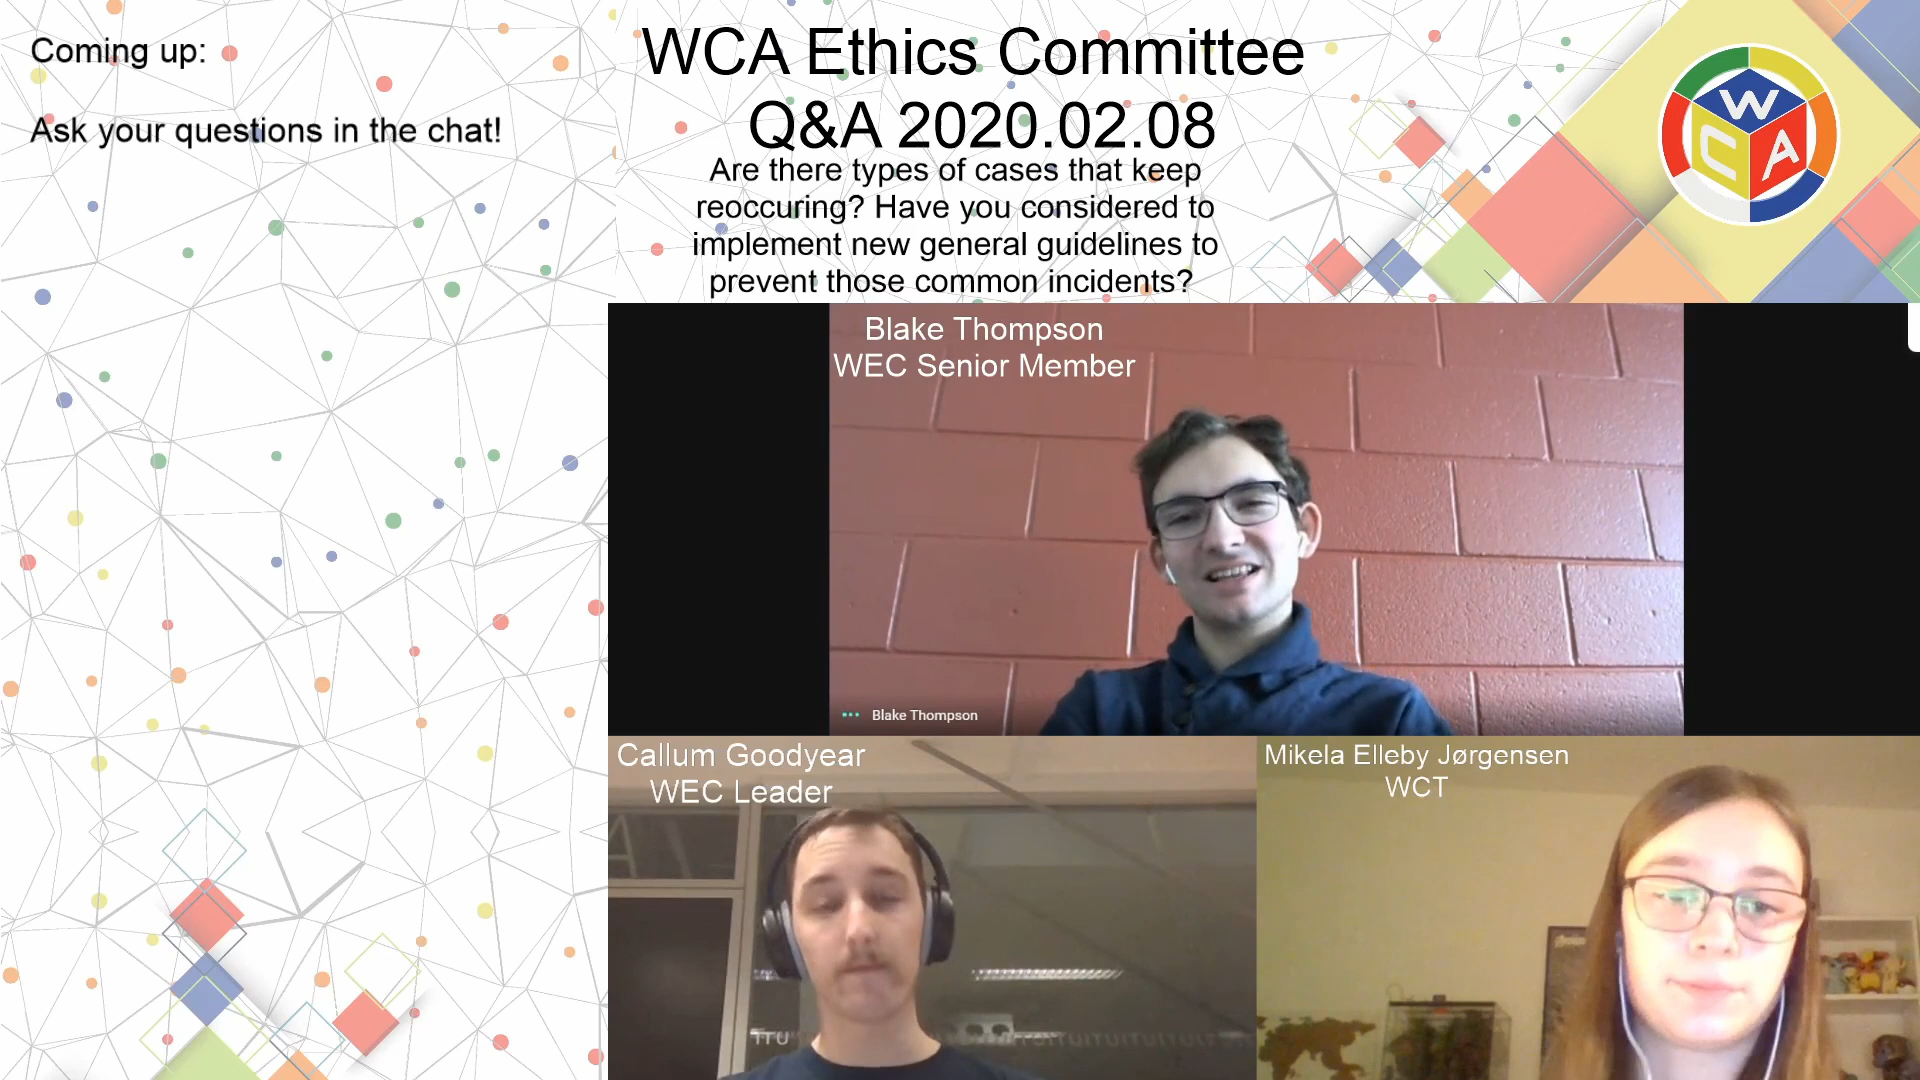 Coming up:
Ask your questions in the chat!
WCA Ethics Committee
Q&A 2020.02.08
Are there types of cases that keep
reoccuring? Have you considered to
implement new general guidelines to
prevent those common incidents?
WCA
Blake Thompson
WEC Senior Member
Blake Thompson
Callum Goodyear
WEC Leader
Mikela Elleby Jørgensen
WCT